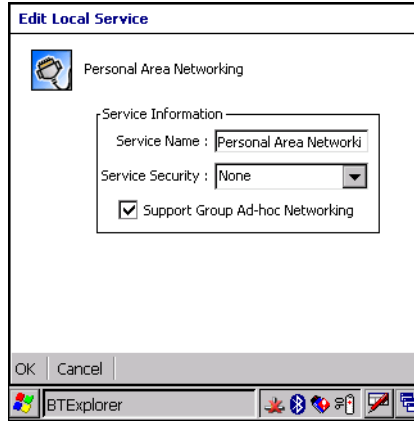 Edit Local Service
Personal Area Networking
Service Information
Service Name : Personal Area Networki
Service Security : None
Support Group Ad-hoc Networking
OK Cancel
BTExplorer